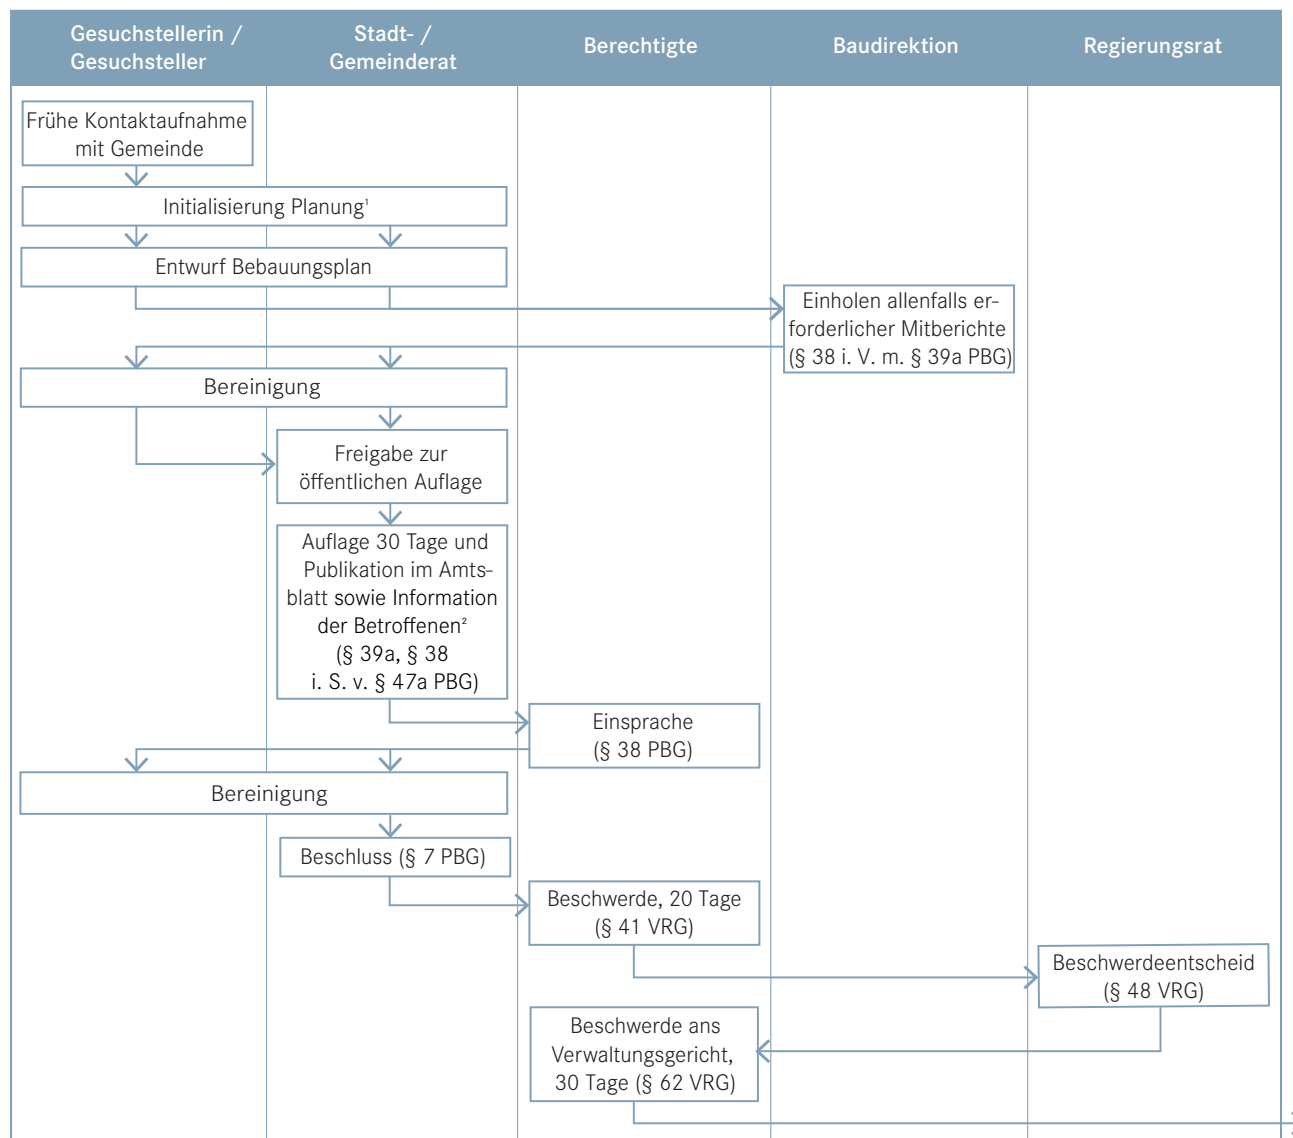 Gesuchstellerin /
Gesuchsteller
Stadt- /
Gemeinderat
Berechtigte
Baudirektion
Regierungsrat
Frühe Kontaktaufnahme
mit Gemeinde
Initialisierung Planung¹
Entwurf Bebauungsplan
Einholen allenfalls er-
forderlicher Mitberichte
(§ 38 i. V. m. § 39a PBG)
Bereinigung
Freigabe zur
öffentlichen Auflage
Auflage 30 Tage und
Publikation im Amts-
blatt sowie Information
der Betroffenen²
(§ 39a, § 38
i. S. v. § 47a PBG)
Einsprache
(§ 38 PBG)
Bereinigung
Beschluss (§ 7 PBG)
Beschwerde, 20 Tage
(§ 41 VRG)
Beschwerdeentscheid
(§ 48 VRG)
Beschwerde ans
Verwaltungsgericht,
30 Tage (§ 62 VRG)